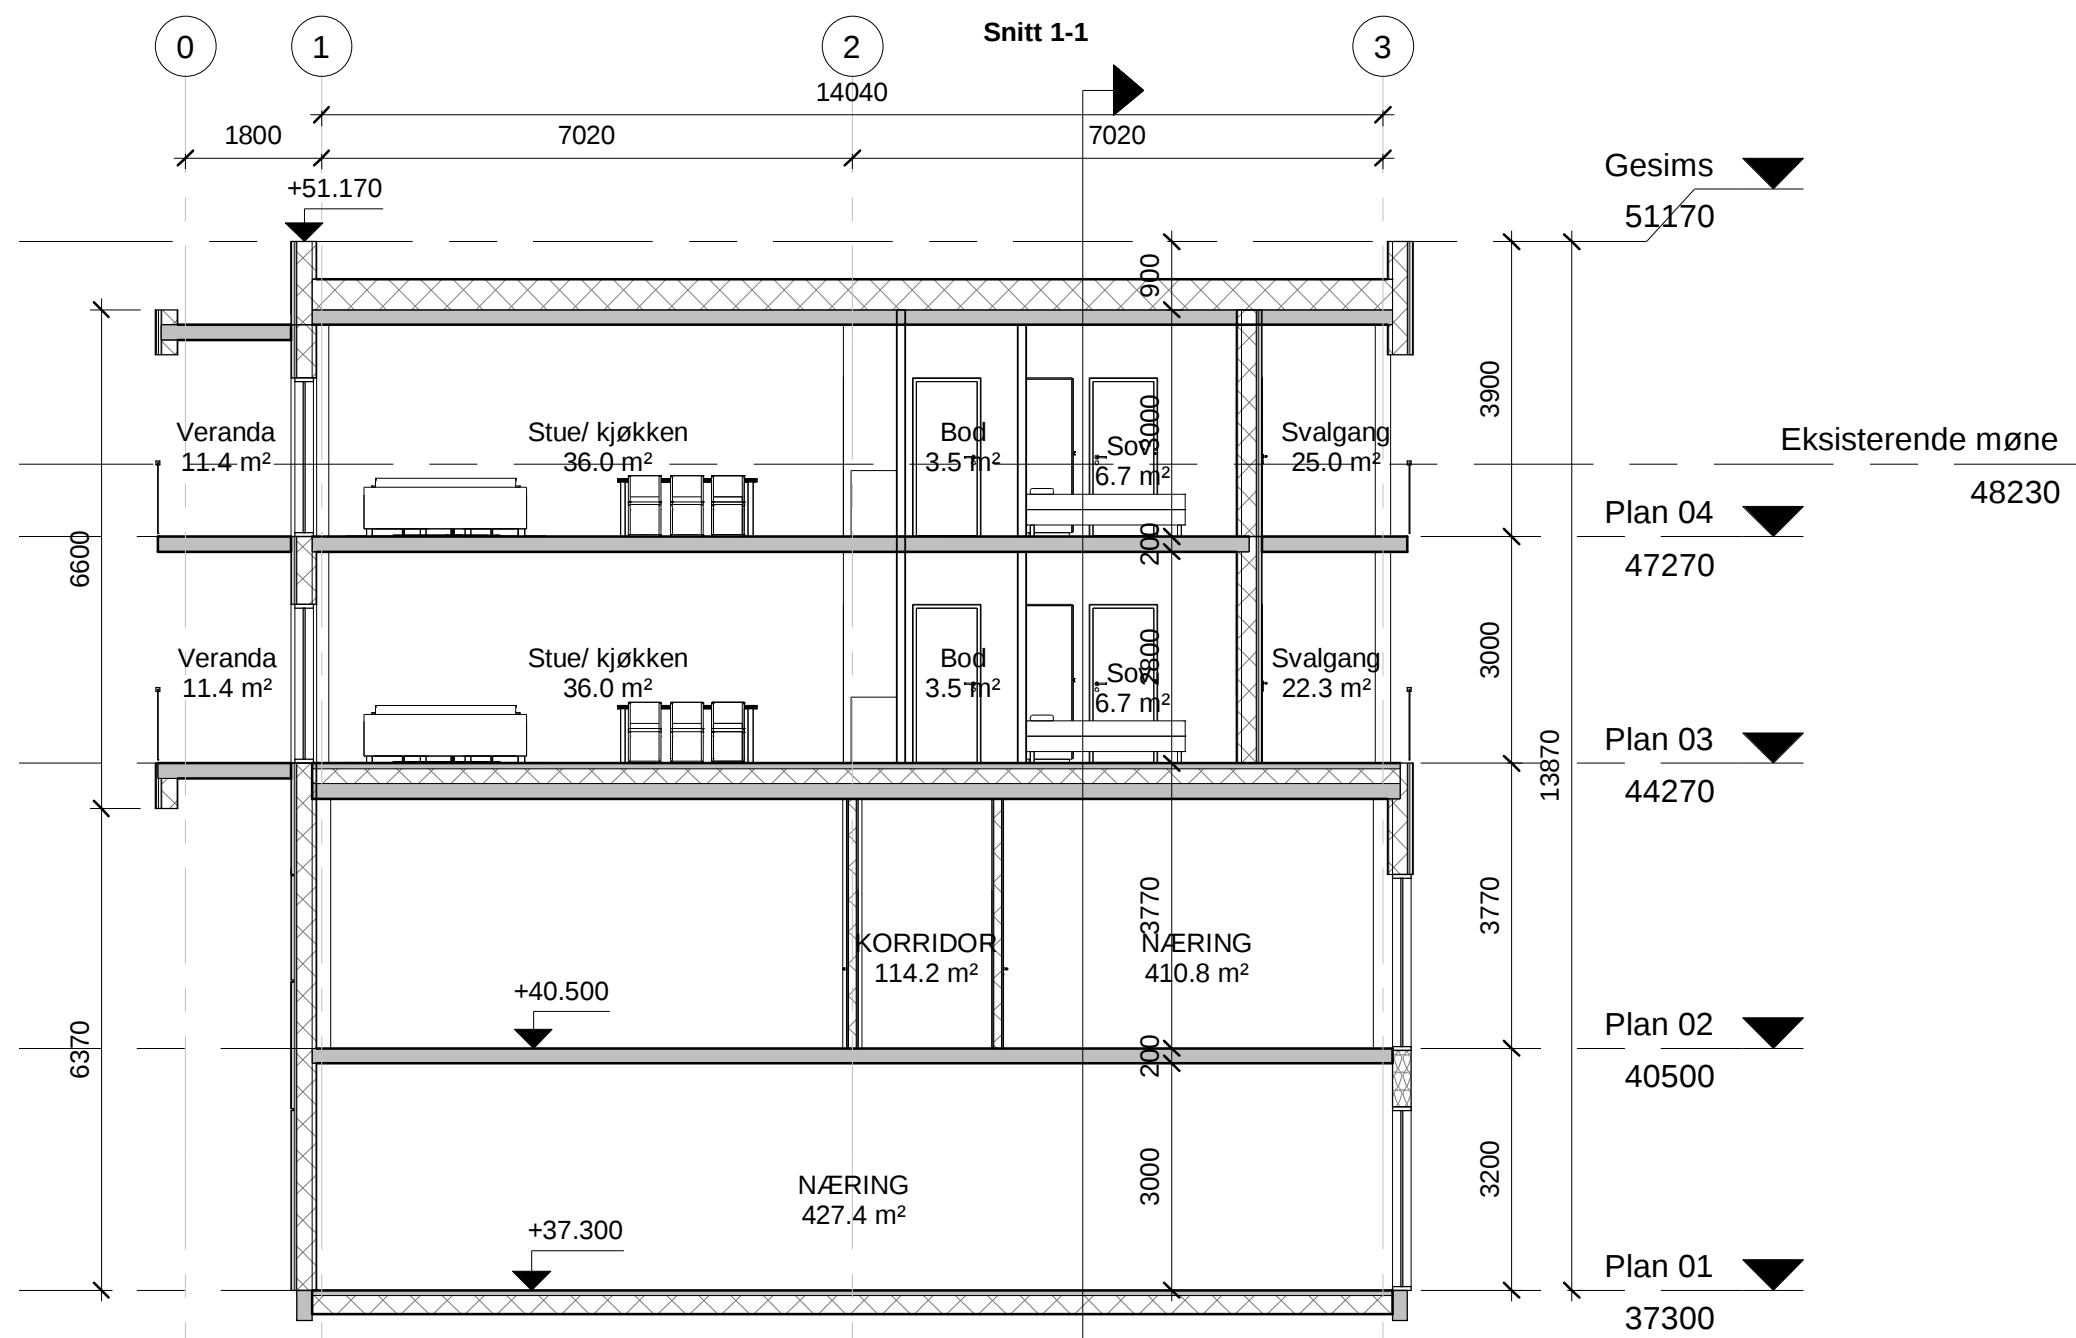 0
1
2
Snitt 1-1
3
14040
1800
7020
7020
+51.170
Gesims
51170
900
3900
Veranda
11.4 m²
Stue/ kjøkken
36.0 m²
Bod
3.5 m²
3000
Sov.
6.7 m²
Svalgang
25.0 m²
Eksisterende møne
48230
Plan 04
47270
6600
200
3000
Veranda
11.4 m²
Stue/ kjøkken
36.0 m²
Bod
3.5 m²
2800
Sov.
6.7 m²
Svalgang
22.3 m²
13870
Plan 03
44270
3770
3770
KORRIDOR
114.2 m²
NÆRING
410.8 m²
+40.500
6370
200
Plan 02
40500
3000
3200
NÆRING
427.4 m²
+37.300
Plan 01
37300